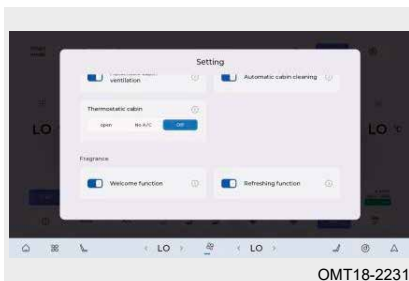 Setting
ventilation
Automatic cabin cleaning
Thermostatic cabin
open
No A/C
Off
LO
LO °C
Fragrance
Welcome function
Refreshing function
LO
LO
OMT18-2231